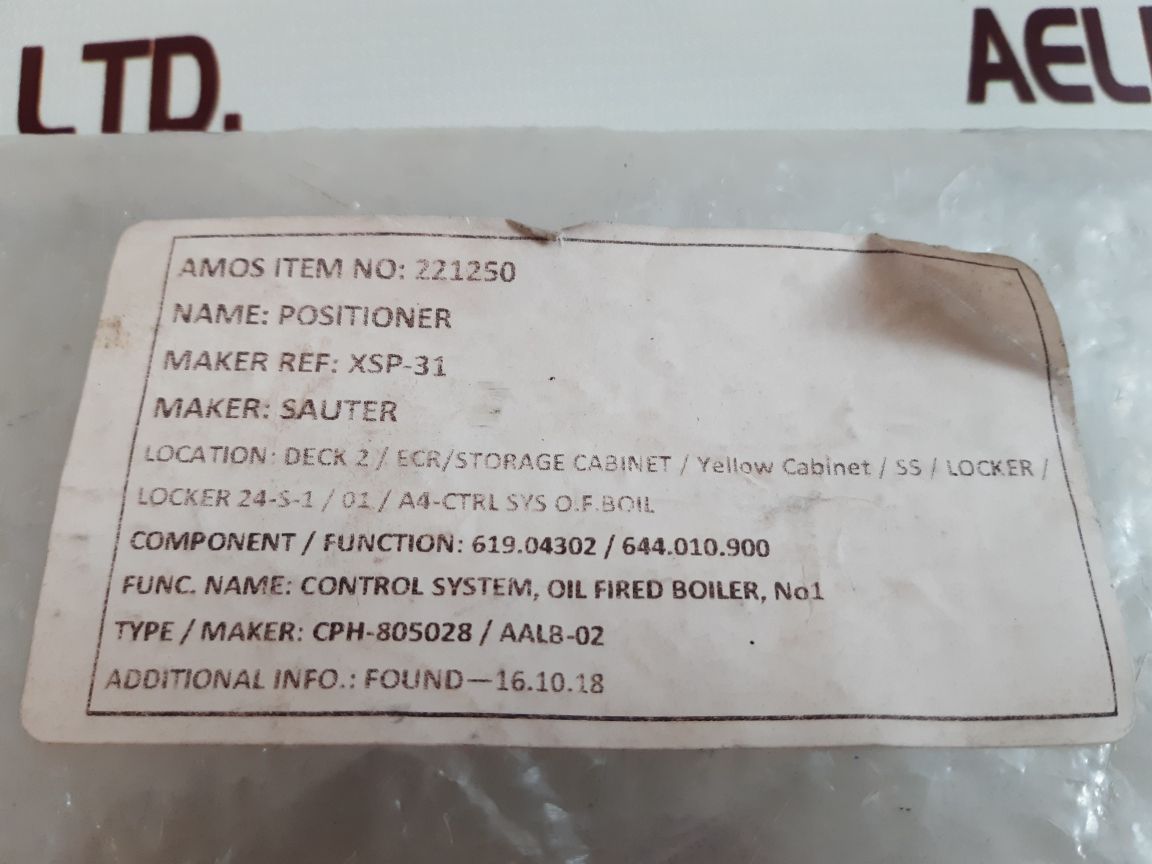 LTD. AEL
AMOS ITEM NO: 221250
NAME: POSITIONER
MAKER REF: XSP-31
MAKER: SAUTER
LOCATION: DECK 2 / ECR/STORAGE CABINET / Yellow Cabinet / SS / LOCKER /
LOCKER 24-S-1 / 01 / A4-CTRL SYS O.F.BOIL
COMPONENT / FUNCTION: 619.04302 / 644.010.900
FUNC. NAME: CONTROL SYSTEM, OIL FIRED BOILER, No1
TYPE / MAKER: CPH-805028 / AALB-02
ADDITIONAL INFO.: FOUND—16.10.18